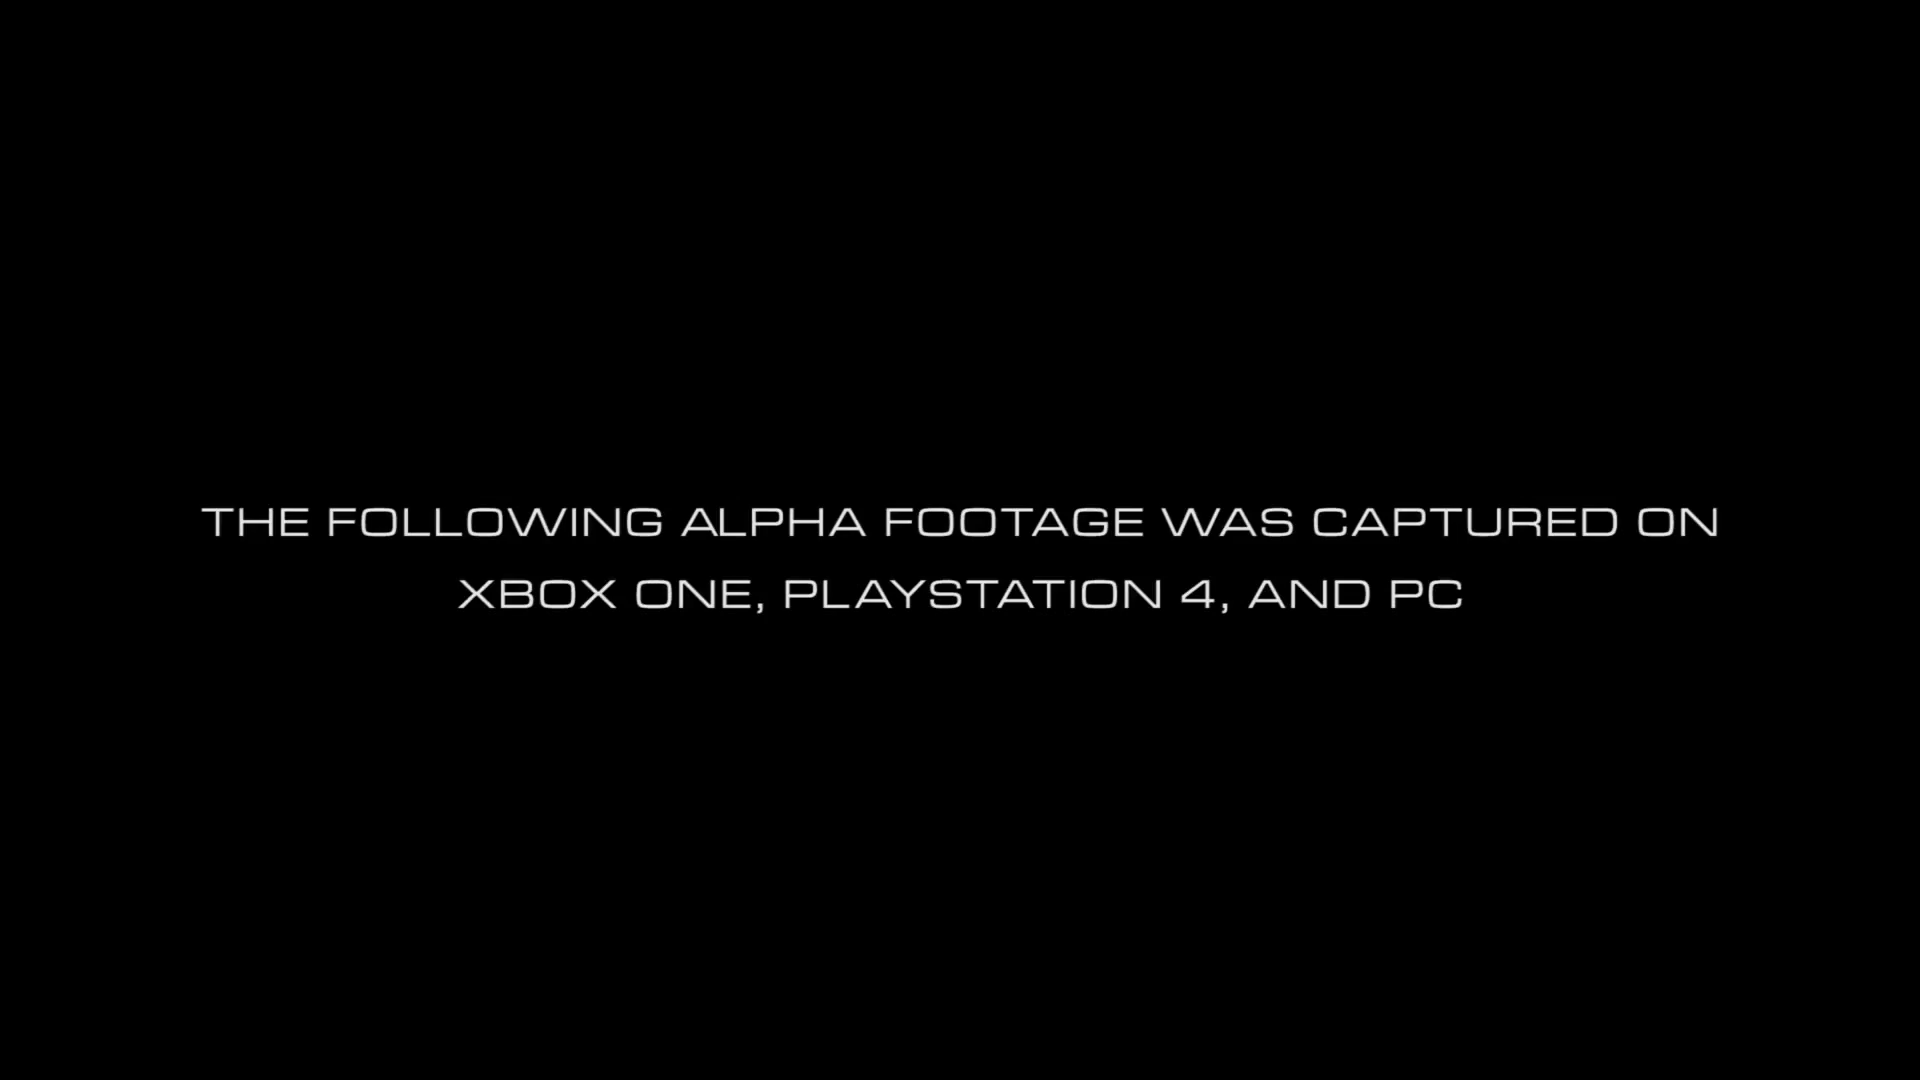 THE FOLLOWING ALPHA FOOTAGE WAS CAPTURED ON
XBOX ONE, PLAYSTATION 4, AND PC